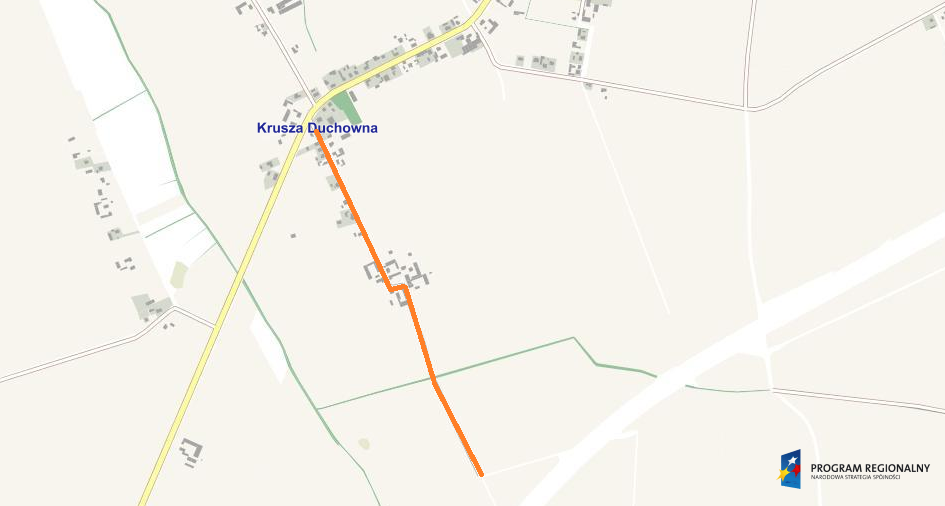 Krusza Duchowna
PROGRAM REGIONALNY
NARODOWA STRATEGIA SPÓJNOŚCI